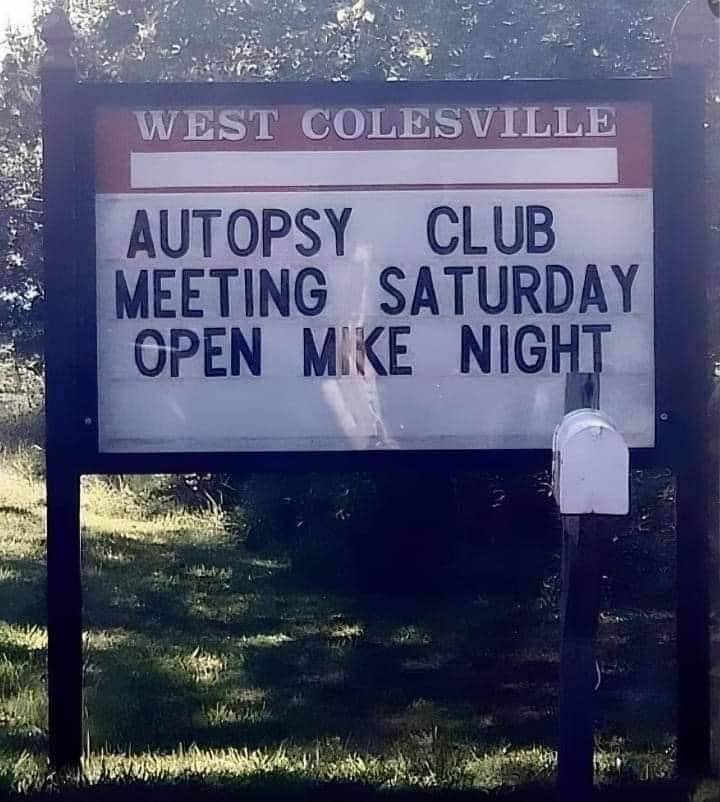 WEST COLESVILLE
AUTOPSY CLUB
MEETING SATURDAY
OPEN MIKE NIGHT